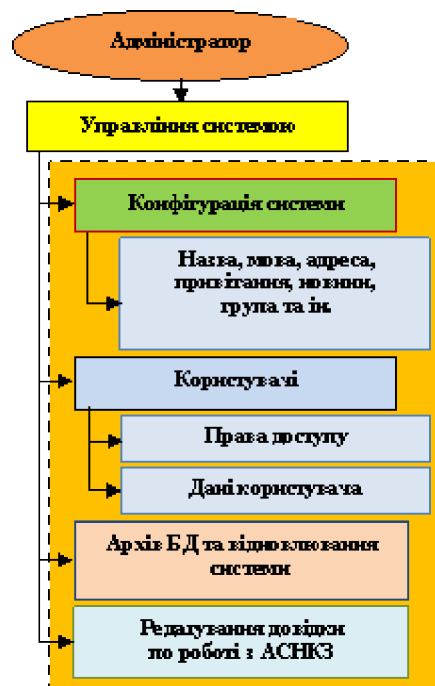 Адміністратор
Управління системою
Конфігурація системи
Назва, мова, адреса,
привітання, новини,
група та ін.
Користувачі
Права доступу
Дані користувача
Архів БД та відновлювання
системи
Редагування довідки
по роботі з АСНКЗ